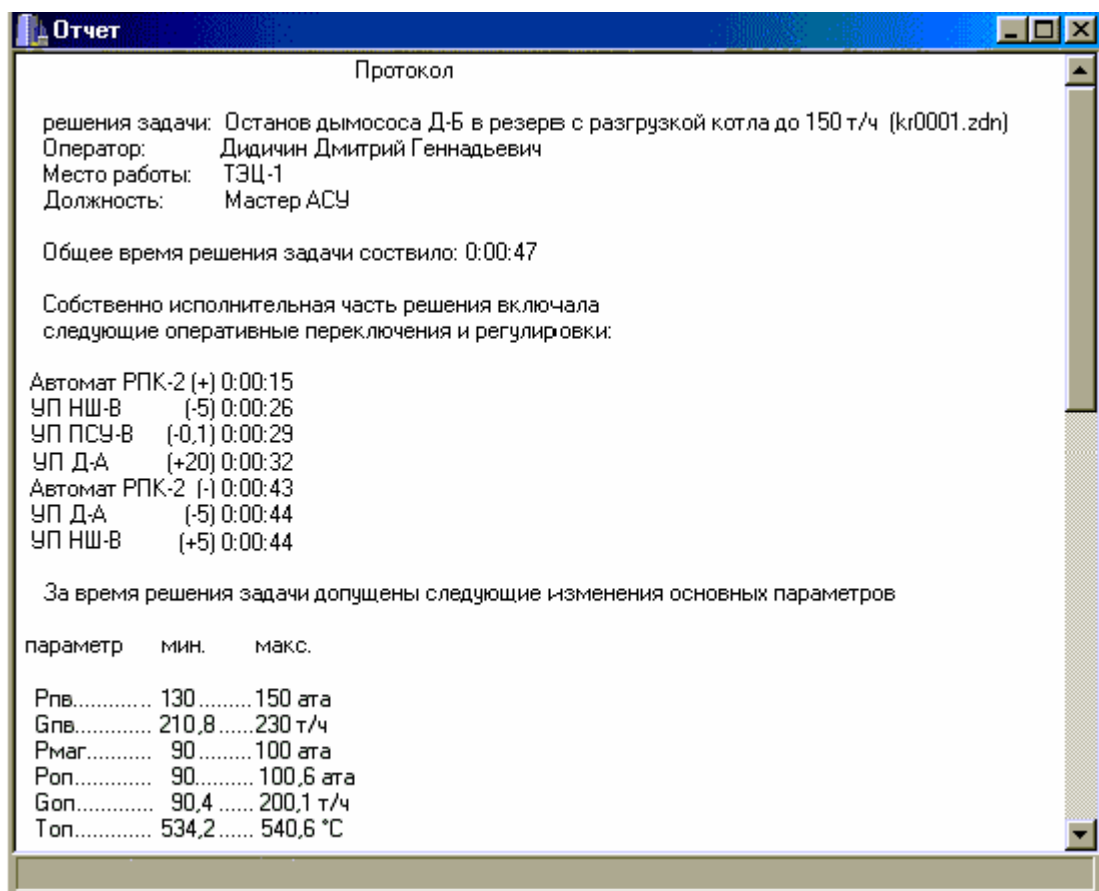 Отчет
Протокол
решения задачи: Останов дымососа Д-Б в резерв с разгрузкой котла до 150 т/ч (kr0001.zdn)
Оператор: Дидичин Дмитрий Геннадьевич
Место работы: ТЭЦ-1
Должность: Мастер АСУ
Общее время решения задачи соствило: 0:00:47
Собственно исполнительная часть решения включала
следующие оперативные переключения и регулировки:
Автомат РПК-2 (+) 0:00:15
УП НШ-В (-5) 0:00:26
УП ПСУ-В (-0,1) 0:00:29
УП Д-А (+20) 0:00:32
Автомат РПК-2 (-) 0:00:43
УП Д-А (-5) 0:00:44
УП НШ-В (+5) 0:00:44
За время решения задачи допущены следующие изменения основных параметров
параметр мин. макс.
Рпв............ 130.........150 ата
Gпв............ 210,8......230 т/ч
Рмаг........... 90.........100 ата
Роп............. 90.......... 100,6 ата
Gоп............. 90,4 ...... 200,1 т/ч
Топ............. 534,2...... 540,6 °C